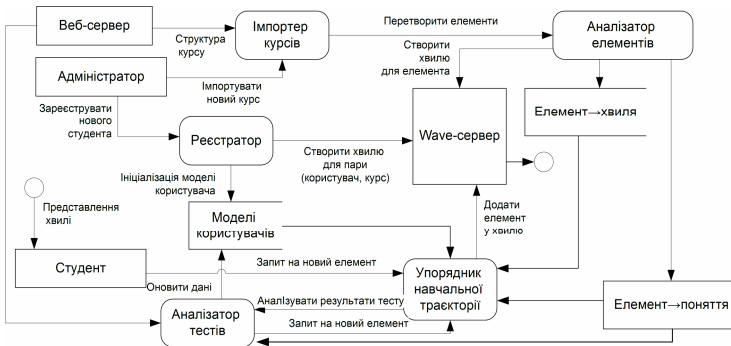 Веб-сервер
Структура
курсу
Імпортер
курсів
Перетворити елементи
Аналізатор
елементів
Створити
хвилю
для елемента
Адміністратор
Імпортувати
новий курс
Зареєструвати
нового
студента
Елемент→хвиля
Реєстратор
Створити хвилю
для пари
(користувач, курс)
Wave-сервер
Ініціалізація моделі
користувача
Представлення
хвилі
Моделі
користувачів
Додати
елемент
у хвилю
Студент
Запит на новий елемент
Упорядник
навчальної
траєкторії
Оновити дані
Аналізувати результати тесту
Аналізатор
тестів
Запит на новий елемент
Елемент→поняття